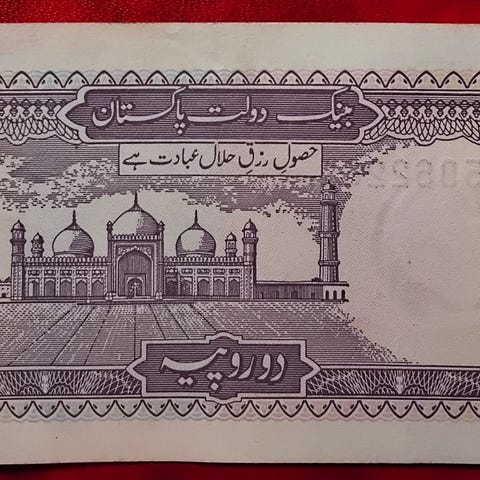 بینک دولت پاکستان
حصولِ رزقِ حلال عبادت ہے
دو روپیہ